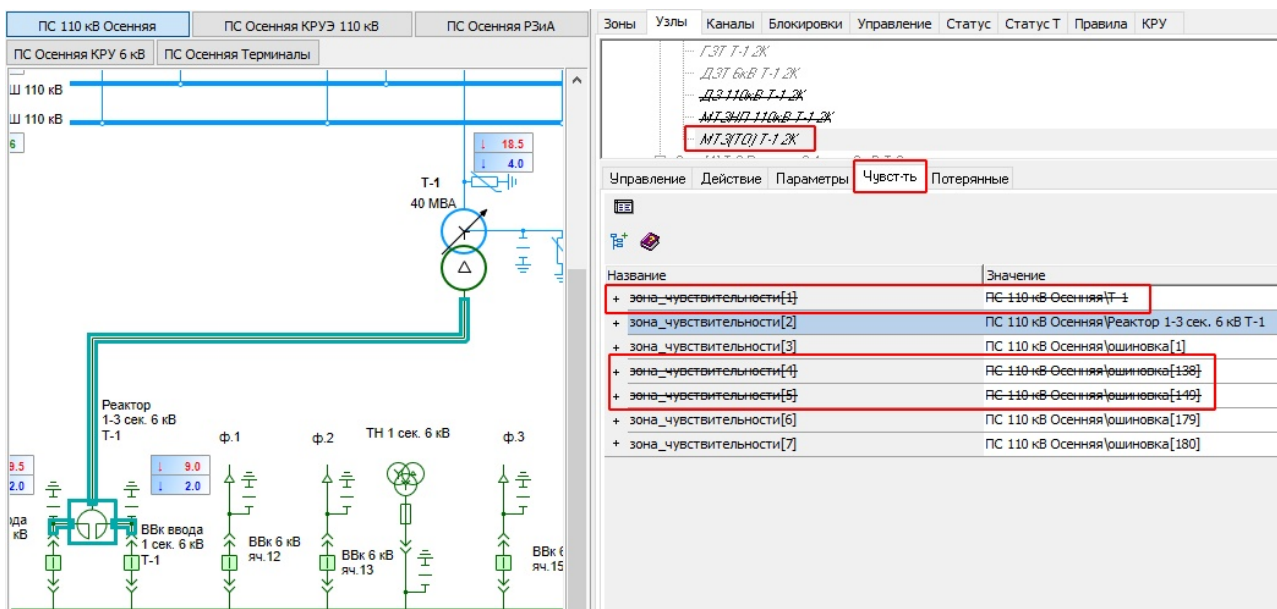 ПС 110 кВ Осенняя
ПС Осенняя КРУЭ 110 кВ
ПС Осенняя РЗиА
ПС Осенняя КРУ 6 кВ
ПС Осенняя Терминалы
Ш 110 кВ
Ш 110 кВ
6
18.5
4.0
Т-1
40 МВА
Реактор
1-3 сек. 6 кВ
Т-1
9.5
2.0
9.0
2.0
ф.1
ф.2
ТН 1 сек. 6 кВ
ф.3
ода
кВ
ВВк ввода
1 сек. 6 кВ
Т-1
ВВк 6 кВ
яч.12
ВВк 6 кВ
яч.13
ВВк 6
яч.15
Зоны Узлы Каналы Блокировки Управление Статус Статус Т Правила КРУ
ГЗТ Т-1 2К
ДЗТ 6кВ Т-1 2К
ДЗ 110кВ Т-1 2К
МТЗНП 110кВ Т-1 2К
МТЗ(ТО) Т-1 2К
Управление Действие Параметры Чувст-ть Потерянные
Название Значение
+ зона_чувствительности[1] ПС 110 кВ Осенняя\Т-1
+ зона_чувствительности[2] ПС 110 кВ Осенняя\Реактор 1-3 сек. 6 кВ Т-1
+ зона_чувствительности[3] ПС 110 кВ Осенняя\ошиновка[1]
+ зона_чувствительности[4] ПС 110 кВ Осенняя\ошиновка[138]
+ зона_чувствительности[5] ПС 110 кВ Осенняя\ошиновка[149]
+ зона_чувствительности[6] ПС 110 кВ Осенняя\ошиновка[179]
+ зона_чувствительности[7] ПС 110 кВ Осенняя\ошиновка[180]